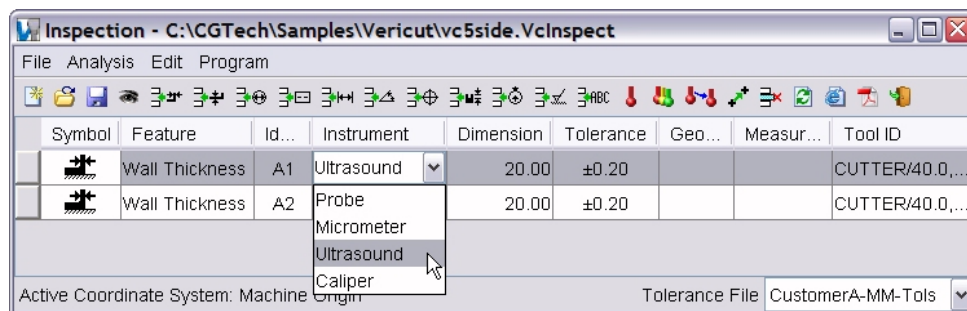 Inspection - C:\CGTech\Samples\Vericut\vc5side.VcInspect
File Analysis Edit Program
ABC
Symbol Feature Id... Instrument Dimension Tolerance Geo... Measur... Tool ID
Wall Thickness A1 Ultrasound 20.00 ±0.20 CUTTER/40.0,...
Wall Thickness A2 20.00 ±0.20 CUTTER/40.0,...
Probe
Micrometer
Ultrasound
Caliper
Active Coordinate System: Machine Origin Tolerance File CustomerA-MM-Tols